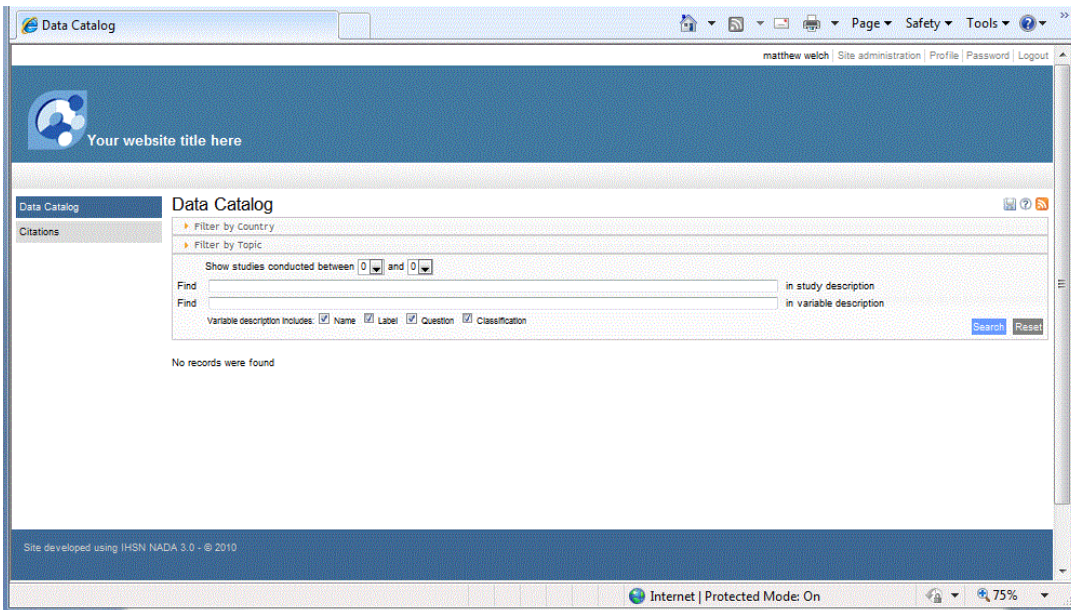 Data Catalog Page Safety Tools
matthew welch Site administration Profile Password Logout
Your website title here
Data Catalog
Citations
Data Catalog
Filter by Country
Filter by Topic
Show studies conducted between 0 and 0
Find in study description
Find in variable description
Variable description includes: Name Label Question Classification
Search Reset
No records were found
Site developed using IHSN NADA 3.0 - © 2010
Internet | Protected Mode: On 75%